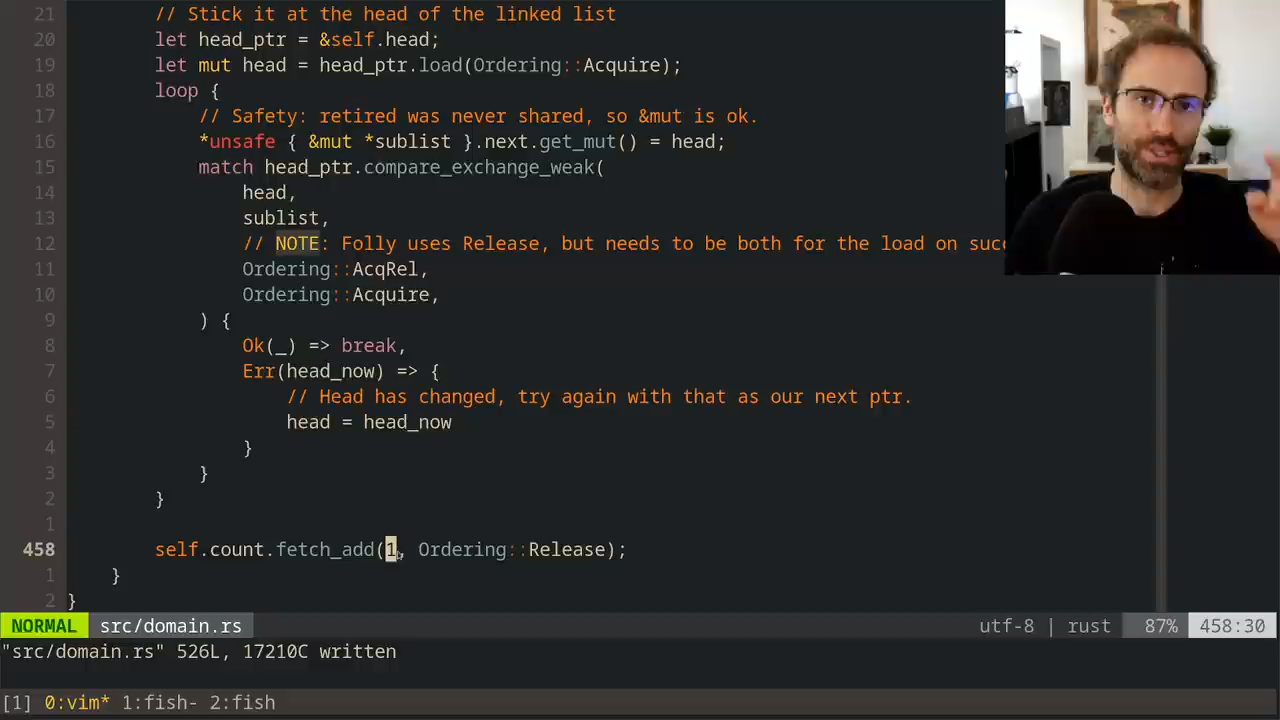 21 // Stick it at the head of the linked list
20 let head_ptr = &self.head;
19 let mut head = head_ptr.load(Ordering::Acquire);
18 loop {
17 // Safety: retired was never shared, so &mut is ok.
16 *unsafe { &mut *sublist }.next.get_mut() = head;
15 match head_ptr.compare_exchange_weak(
14 head,
13 sublist,
12 // NOTE: Folly uses Release, but needs to be both for the load on
11 Ordering::AcqRel,
10 Ordering::Acquire,
9 ) {
8 Ok(_) => break,
7 Err(head_now) => {
6 // Head has changed, try again with that as our next ptr.
5 head = head_now
4 }
3 }
2 }
1
458 self.count.fetch_add(1, Ordering::Release);
1 }
2 }
NORMAL src/domain.rs utf-8 | rust 87% 458:30
"src/domain.rs" 526L, 17210C written
[1] 0:vim* 1:fish- 2:fish